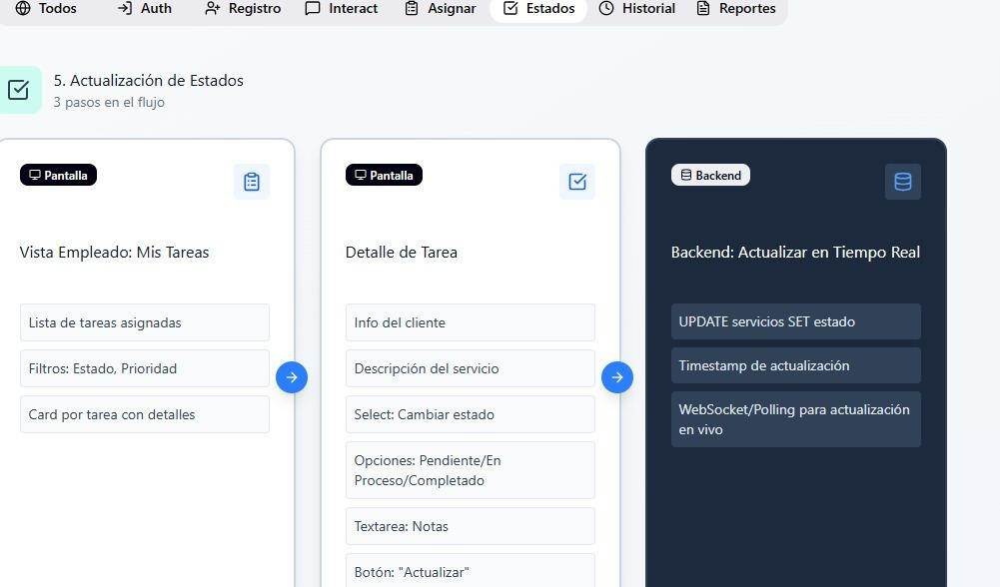 Todos Auth Registro Interact Asignar Estados Historial Reportes
5. Actualización de Estados
3 pasos en el flujo
Pantalla
Vista Empleado: Mis Tareas
Lista de tareas asignadas
Filtros: Estado, Prioridad
Card por tarea con detalles
Pantalla
Detalle de Tarea
Info del cliente
Descripción del servicio
Select: Cambiar estado
Opciones: Pendiente/En
Proceso/Completado
Textarea: Notas
Botón: "Actualizar"
Backend
Backend: Actualizar en Tiempo Real
UPDATE servicios SET estado
Timestamp de actualización
WebSocket/Polling para actualización
en vivo